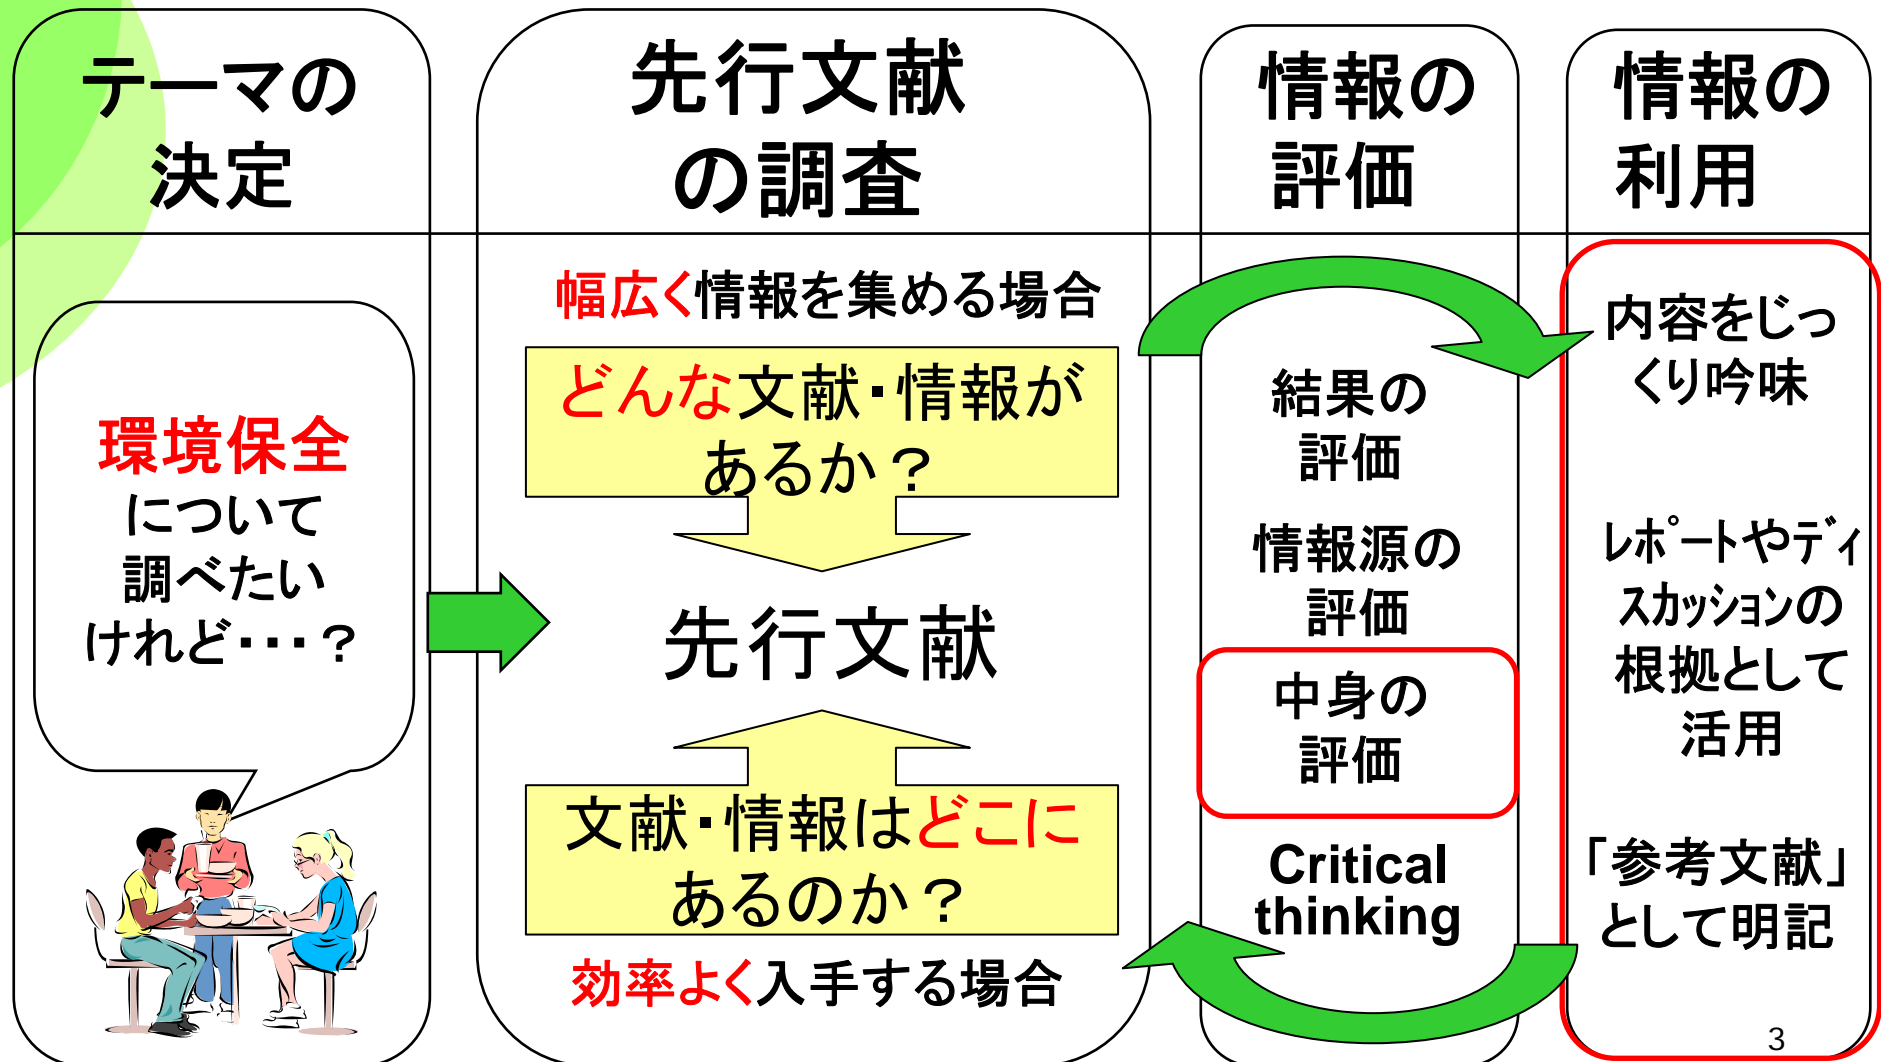 テーマの
決定
環境保全
について
調べたい
けれど・・・？
先行文献
の調査
幅広く情報を集める場合
どんな文献・情報が
あるか？
先行文献
文献・情報はどこに
あるのか？
効率よく入手する場合
情報の
評価
結果の
評価
情報源の
評価
中身の
評価
Critical
thinking
情報の
利用
内容をじっ
くり吟味
ﾚﾎﾟｰﾄやﾃﾞｨ
ｽｶｯｼｮﾝの
根拠として
活用
「参考文献」
として明記
3